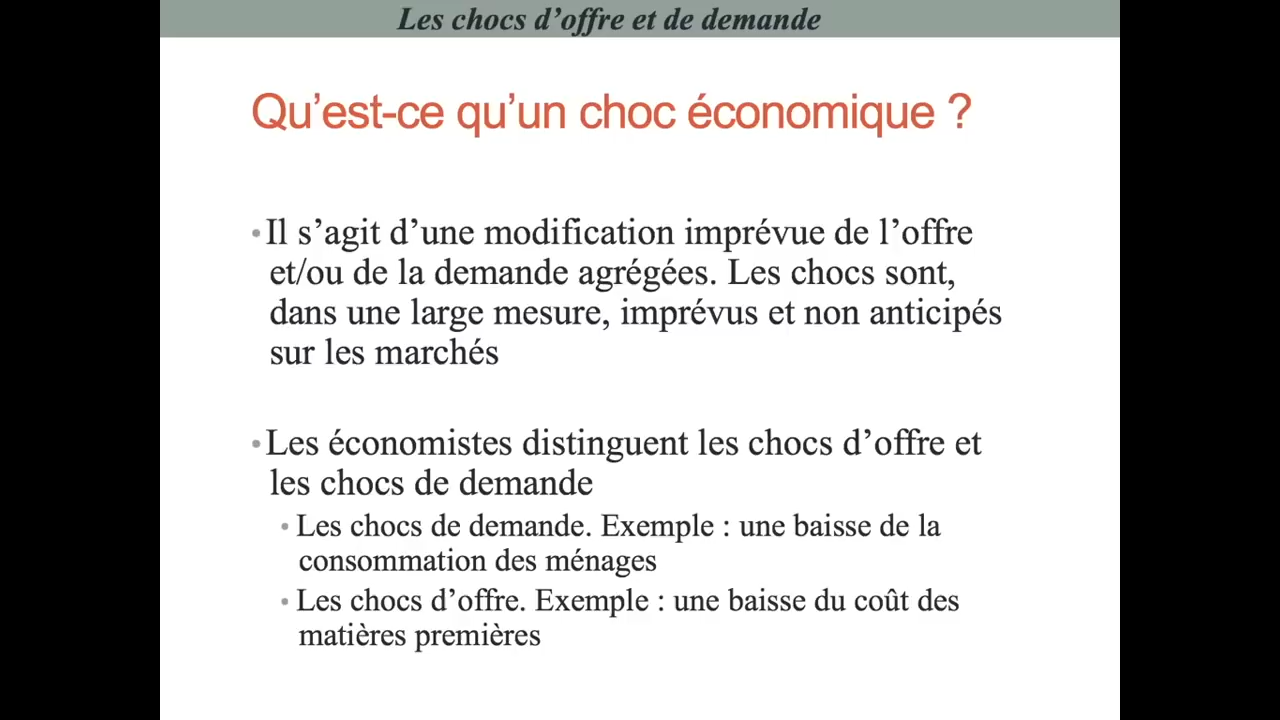 Les chocs d’offre et de demande
Qu’est-ce qu’un choc économique ?
•Il s’agit d’une modification imprévue de l’offre
et/ou de la demande agrégées. Les chocs sont,
dans une large mesure, imprévus et non anticipés
sur les marchés
•Les économistes distinguent les chocs d’offre et
les chocs de demande
• Les chocs de demande. Exemple : une baisse de la
consommation des ménages
• Les chocs d’offre. Exemple : une baisse du coût des
matières premières